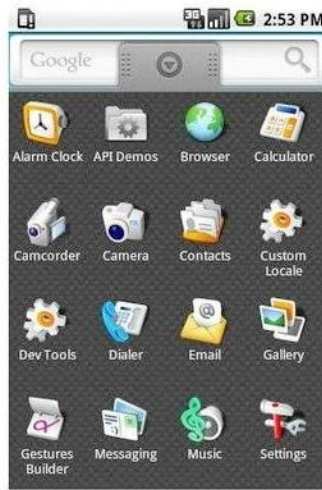 3G 2:53 PM
Google
Alarm Clock API Demos Browser Calculator
Camcorder Camera Contacts Custom Locale
Dev Tools Dialer Email Gallery
Gestures Builder Messaging Music Settings